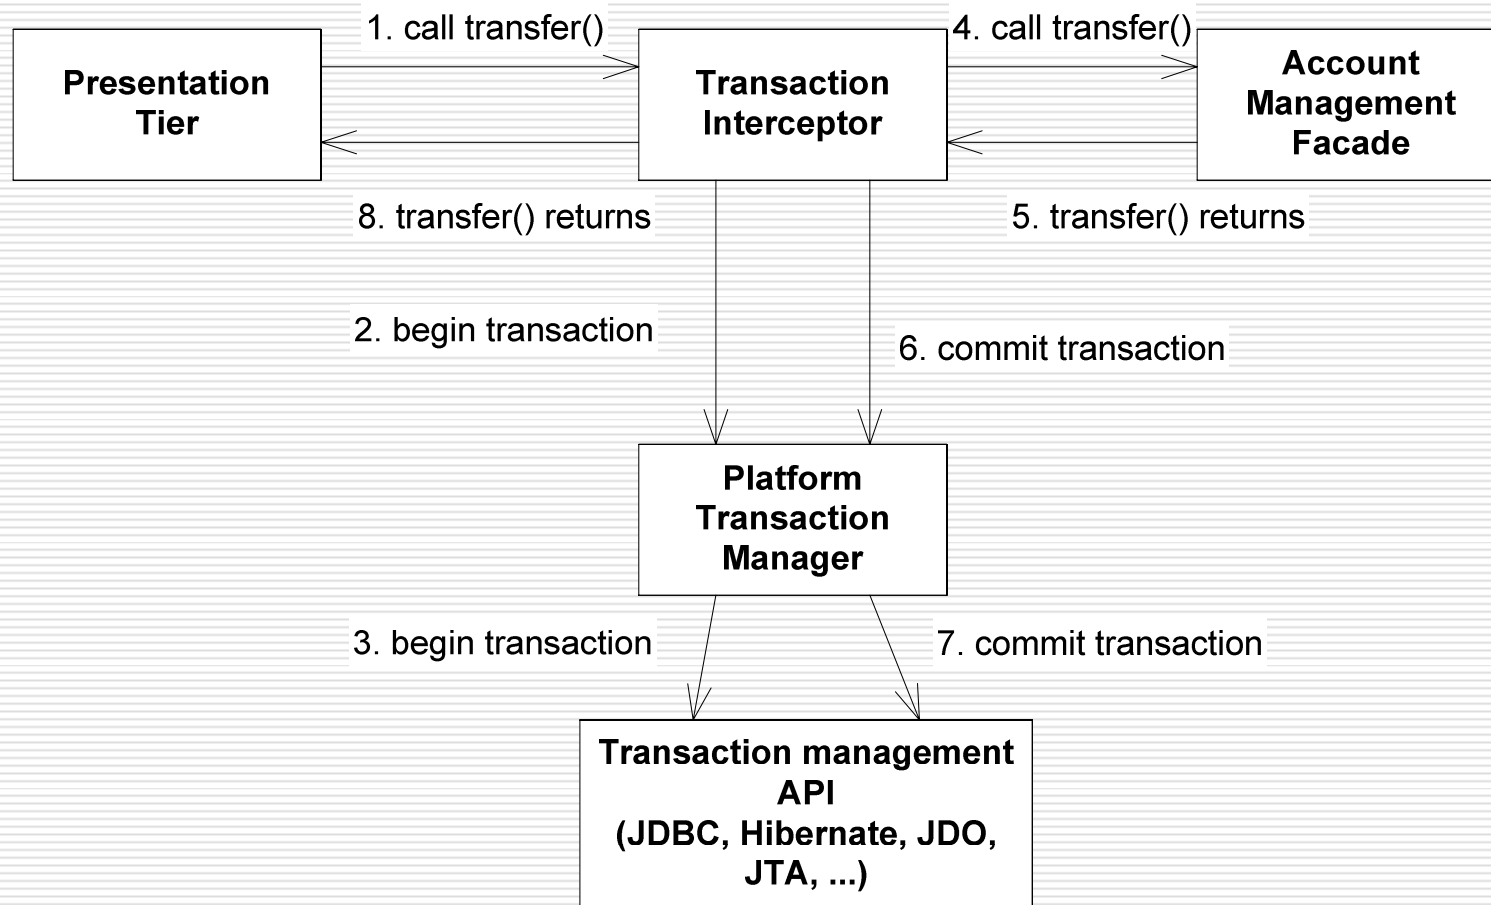 1. call transfer()
4. call transfer()
Presentation
Tier
Transaction
Interceptor
Account
Management
Facade
8. transfer() returns
5. transfer() returns
2. begin transaction
6. commit transaction
Platform
Transaction
Manager
3. begin transaction
7. commit transaction
Transaction management
API
(JDBC, Hibernate, JDO,
JTA, ...)